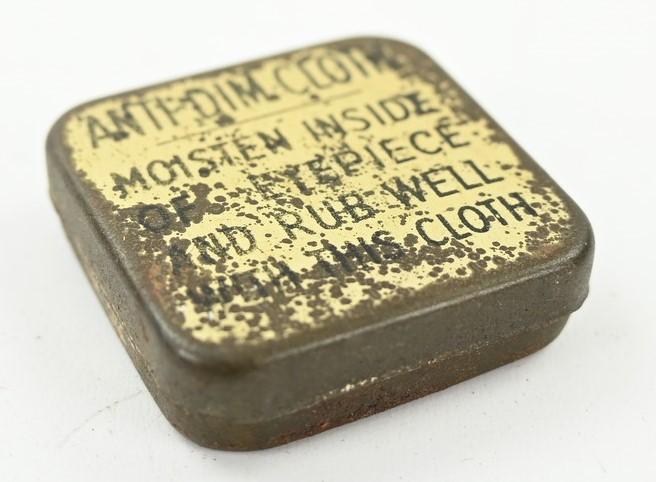 ANTI-DIM-CLOTH
MOISTEN INSIDE
OF EYEPIECE
AND RUB WELL
WITH THIS CLOTH